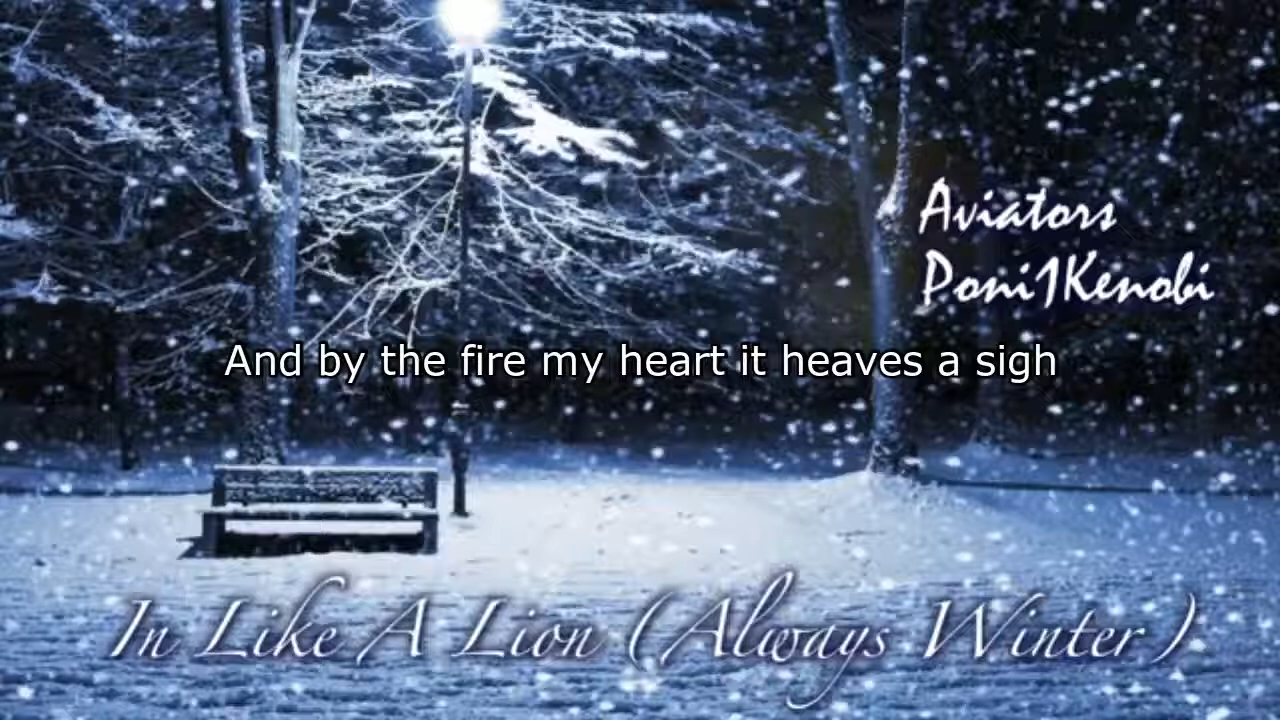 Aviators
Poni1Kenobi
And by the fire my heart it heaves a sigh
In Like A Lion (Always Winter)